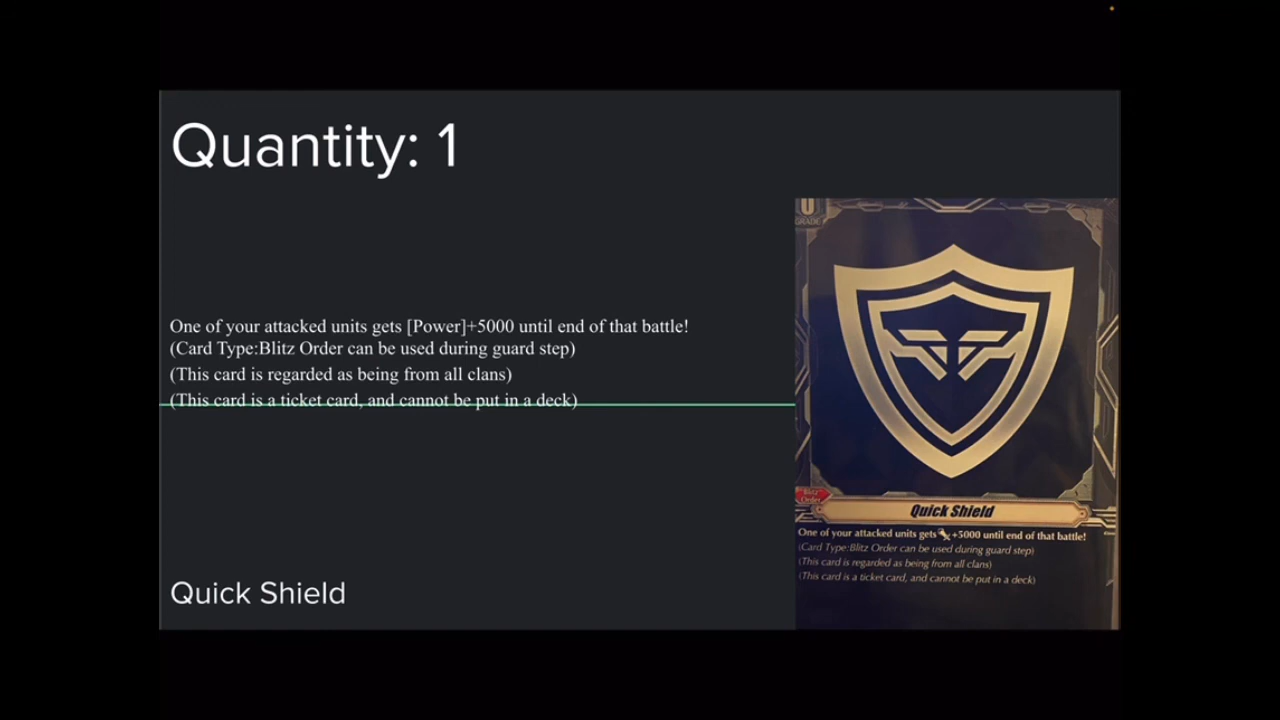 Quantity: 1
One of your attacked units gets [Power]+5000 until end of that battle!
(Card Type:Blitz Order can be used during guard step)
(This card is regarded as being from all clans)
(This card is a ticket card, and cannot be put in a deck)
Quick Shield
0
GRADE
Blitz
Order
Quick Shield
One of your attacked units gets +5000 until end of that battle!
(Card Type:Blitz Order can be used during guard step)
(This card is regarded as being from all clans)
(This card is a ticket card, and cannot be put in a deck)